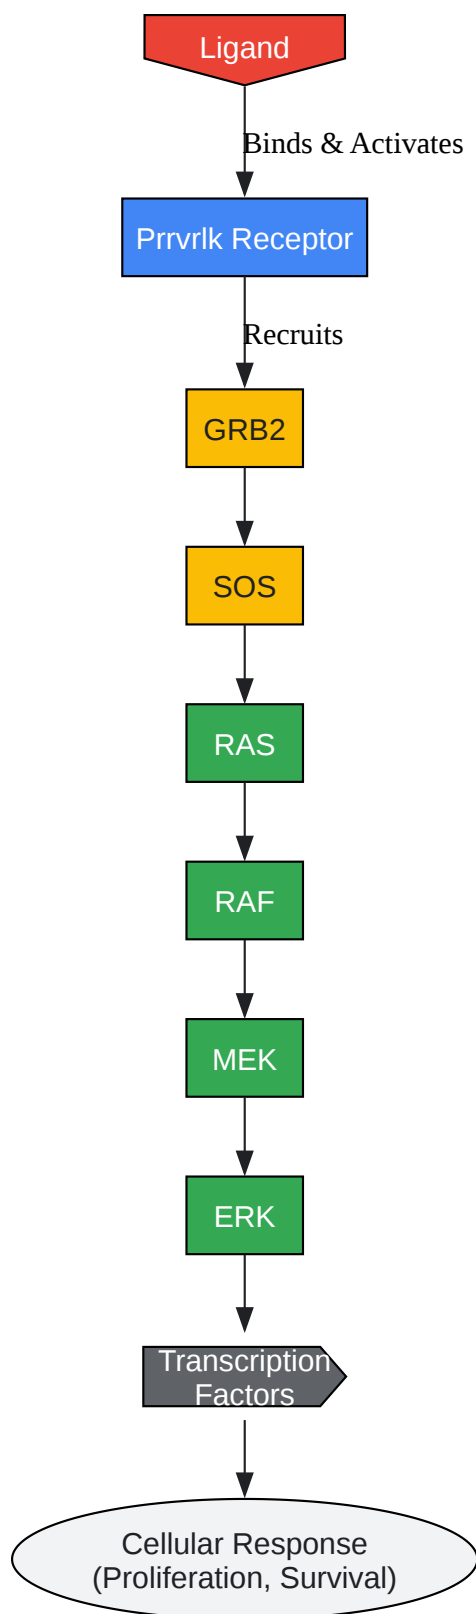 Ligand
Binds & Activates
Prrvrlk Receptor
Recruits
GRB2
SOS
RAS
RAF
MEK
ERK
Transcription
Factors
Cellular Response
(Proliferation, Survival)